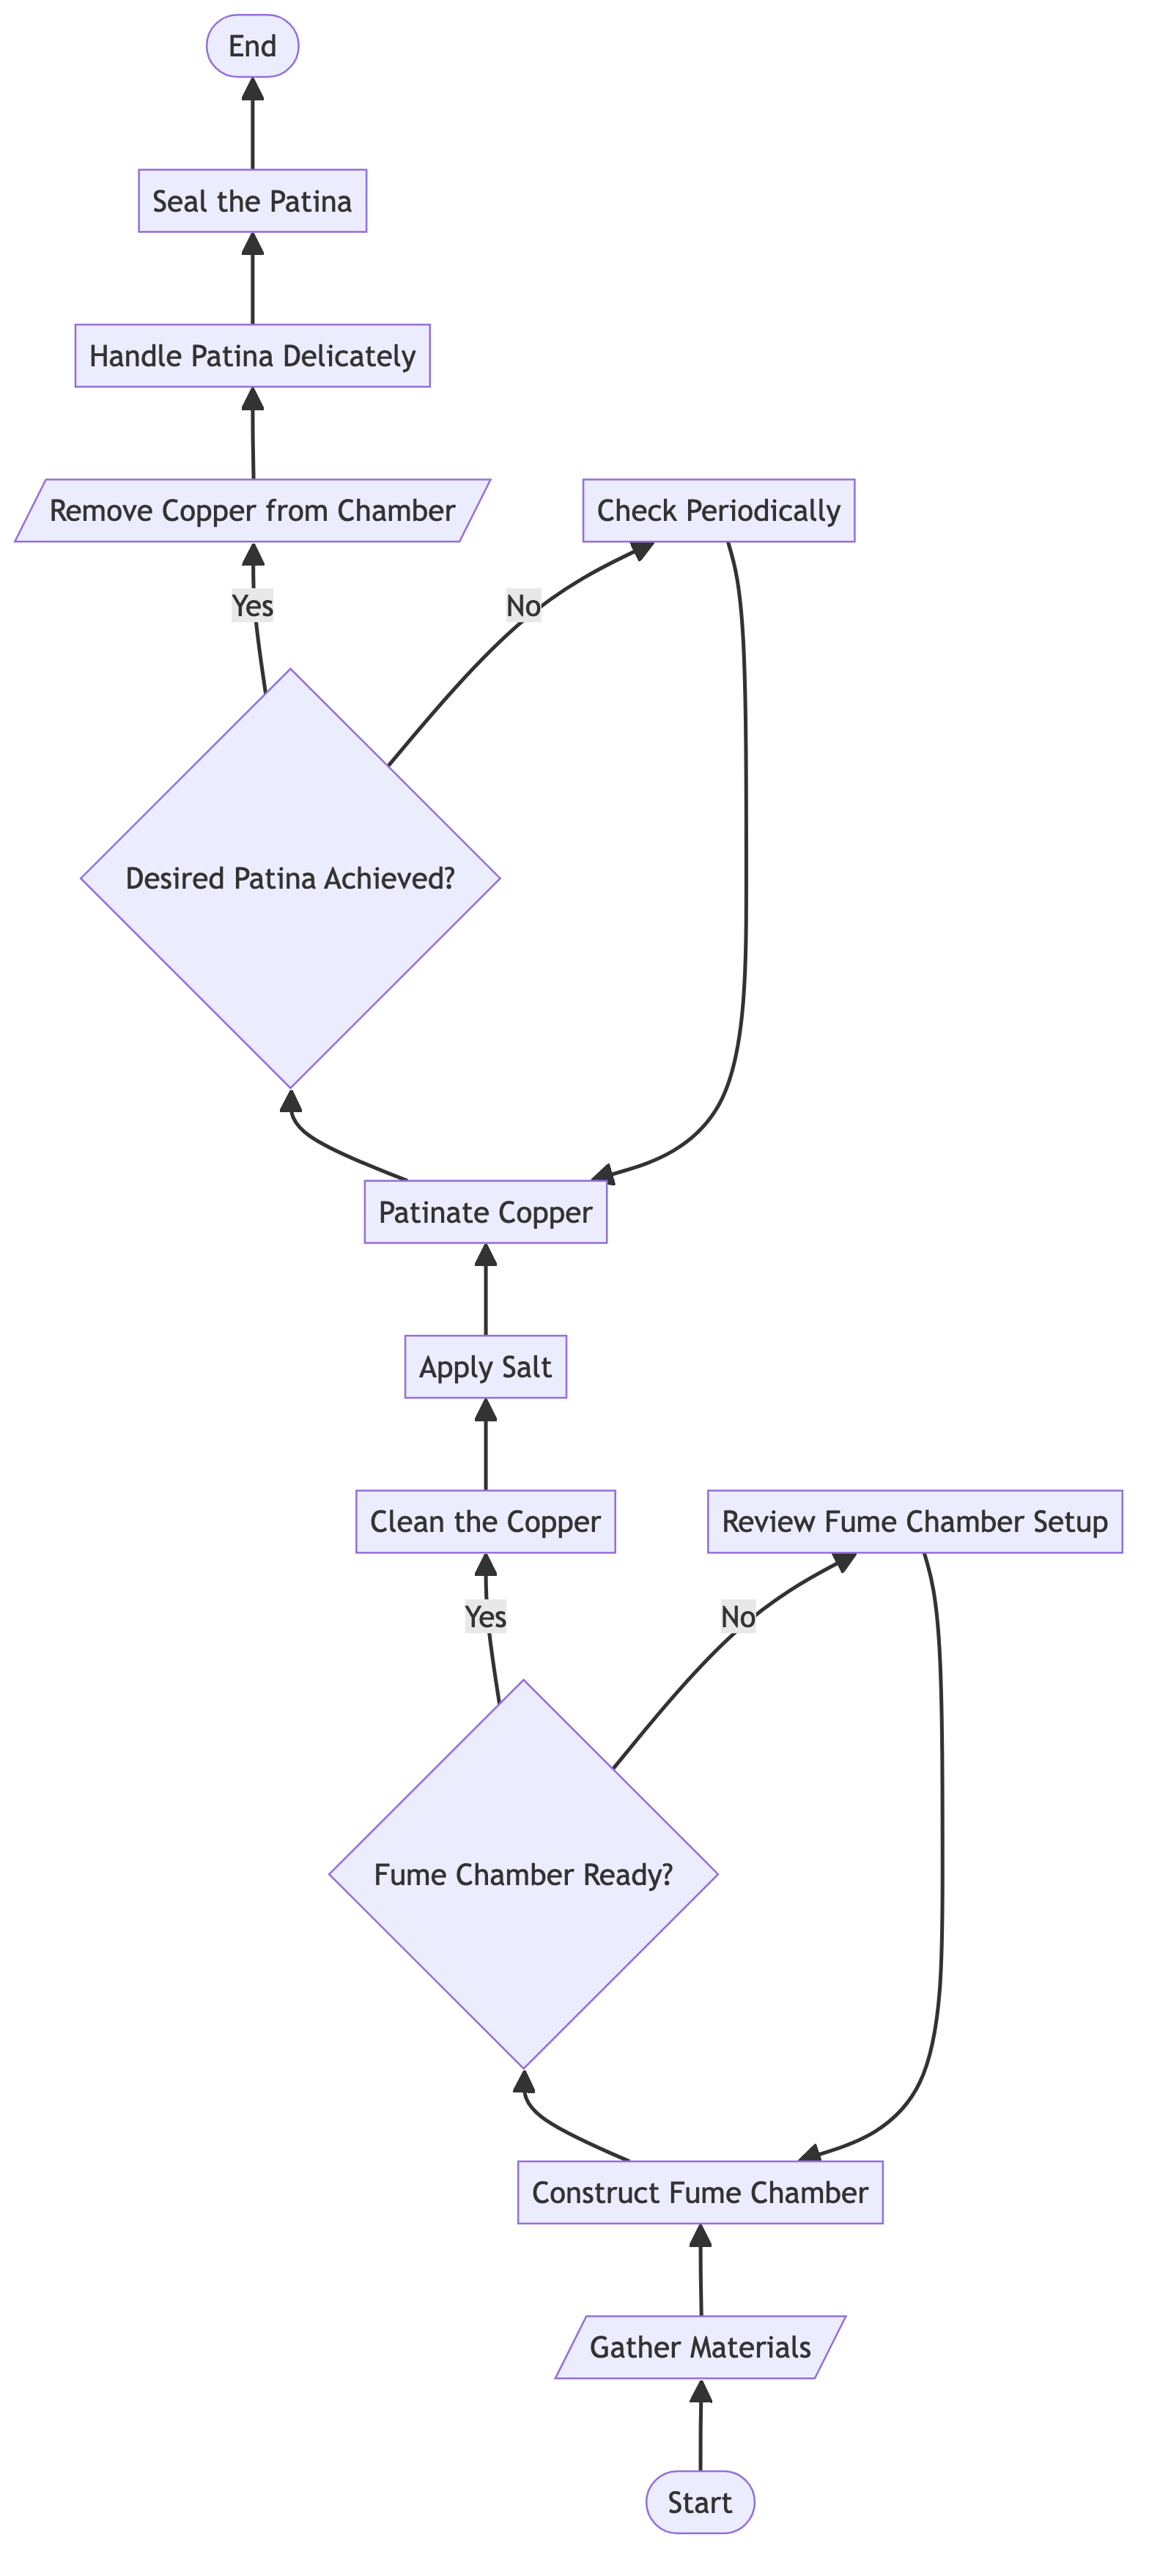 End
Seal the Patina
Handle Patina Delicately
Remove Copper from Chamber
Check Periodically
Yes
No
Desired Patina Achieved?
Patinate Copper
Apply Salt
Clean the Copper
Review Fume Chamber Setup
Yes
No
Fume Chamber Ready?
Construct Fume Chamber
Gather Materials
Start